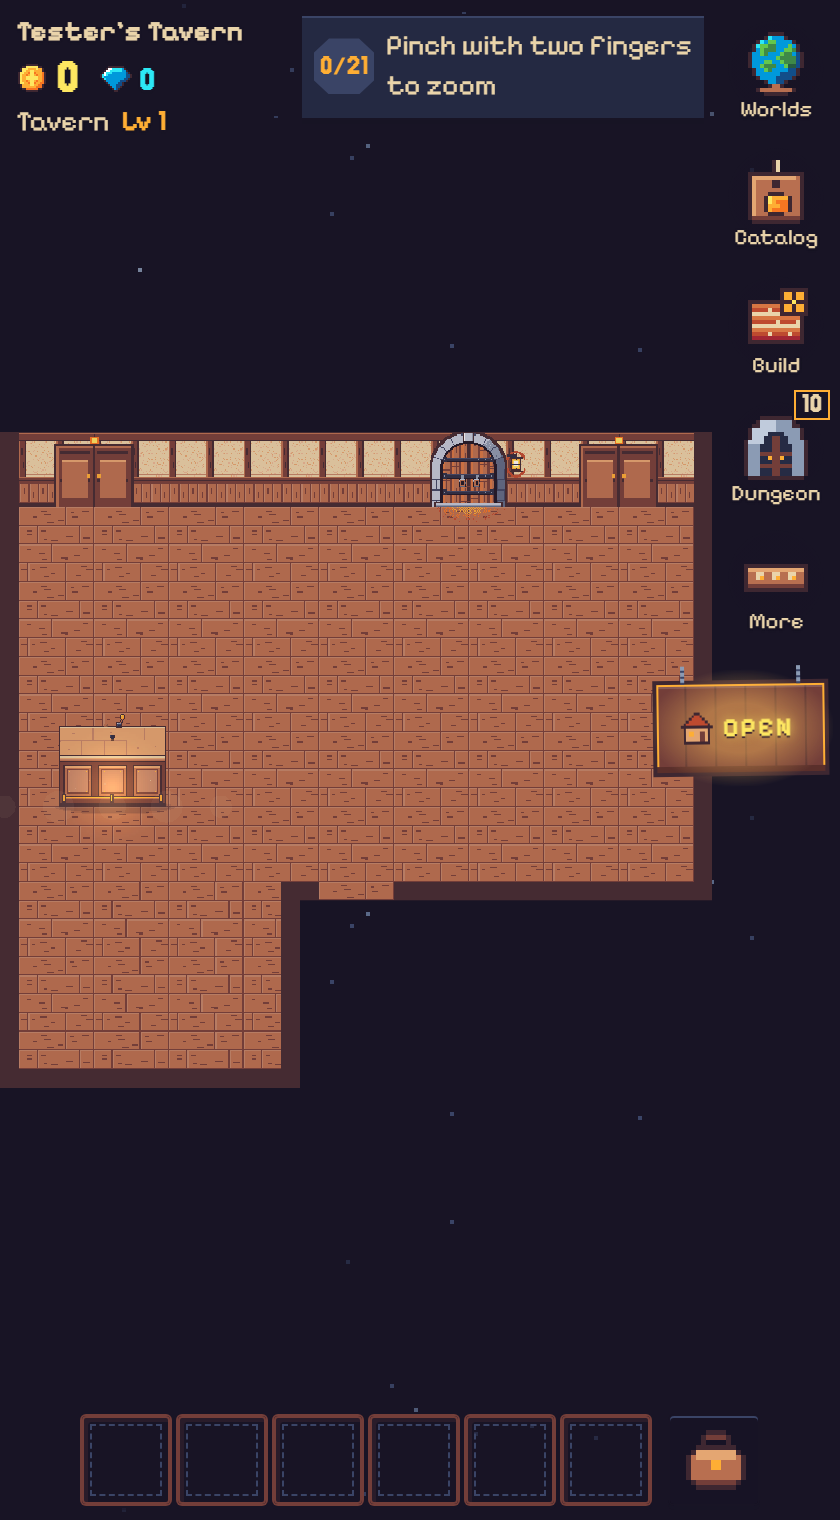 Tester's Tavern
0 0
Tavern Lv 1
0/21
Pinch with two fingers
to zoom
Worlds
Catalog
Build
10
Dungeon
More
OPEN